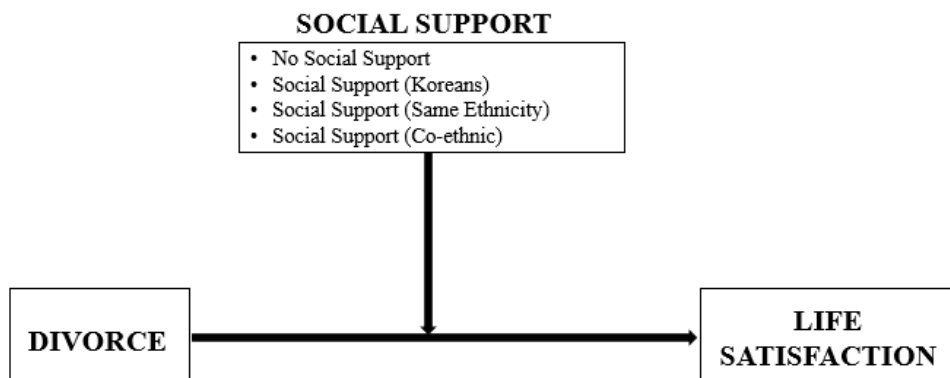 SOCIAL SUPPORT
• No Social Support
• Social Support (Koreans)
• Social Support (Same Ethnicity)
• Social Support (Co-ethnic)
DIVORCE
LIFE
SATISFACTION